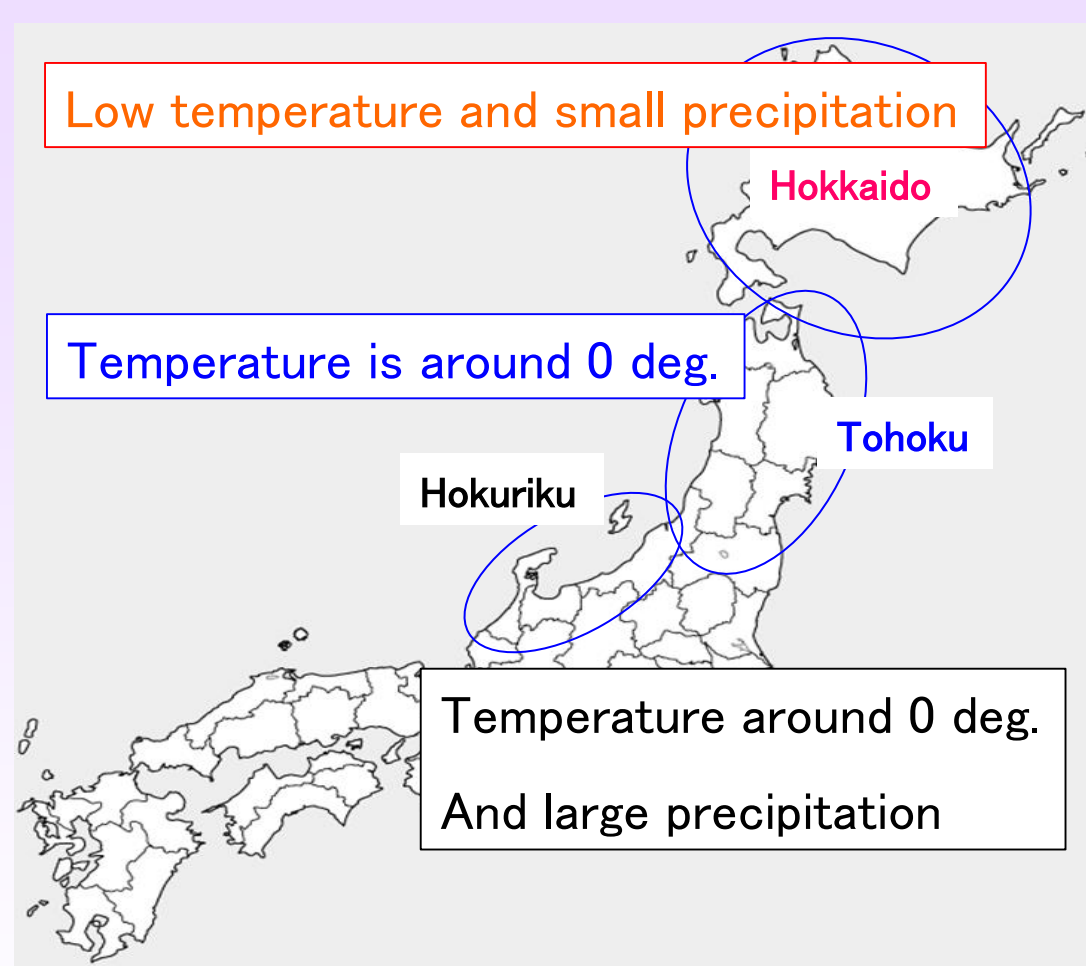 Low temperature and small precipitation
Hokkaido
Temperature is around 0 deg.
Tohoku
Hokuriku
Temperature around 0 deg.
And large precipitation